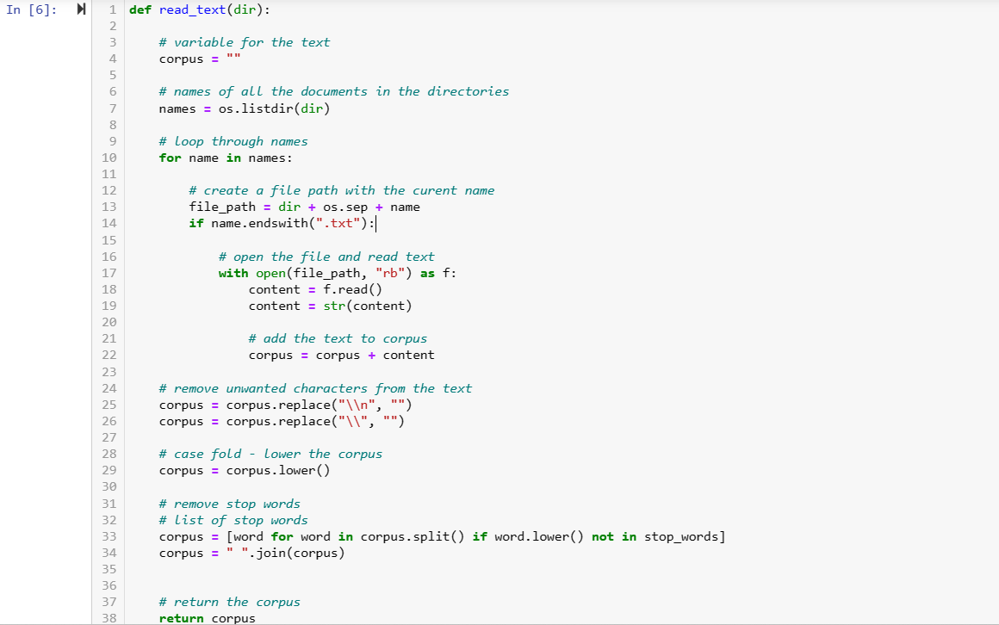 In [6]:
1 def read_text(dir):
2
3     # variable for the text
4     corpus = ""
5
6     # names of all the documents in the directories
7     names = os.listdir(dir)
8
9     # loop through names
10     for name in names:
11
12         # create a file path with the curent name
13         file_path = dir + os.sep + name
14         if name.endswith(".txt"):
15
16             # open the file and read text
17             with open(file_path, "rb") as f:
18                 content = f.read()
19                 content = str(content)
20
21                 # add the text to corpus
22                 corpus = corpus + content
23
24     # remove unwanted characters from the text
25     corpus = corpus.replace("\\n", "")
26     corpus = corpus.replace("\\", "")
27
28     # case fold - lower the corpus
29     corpus = corpus.lower()
30
31     # remove stop words
32     # list of stop words
33     corpus = [word for word in corpus.split() if word.lower() not in stop_words]
34     corpus = " ".join(corpus)
35
36
37     # return the corpus
38     return corpus